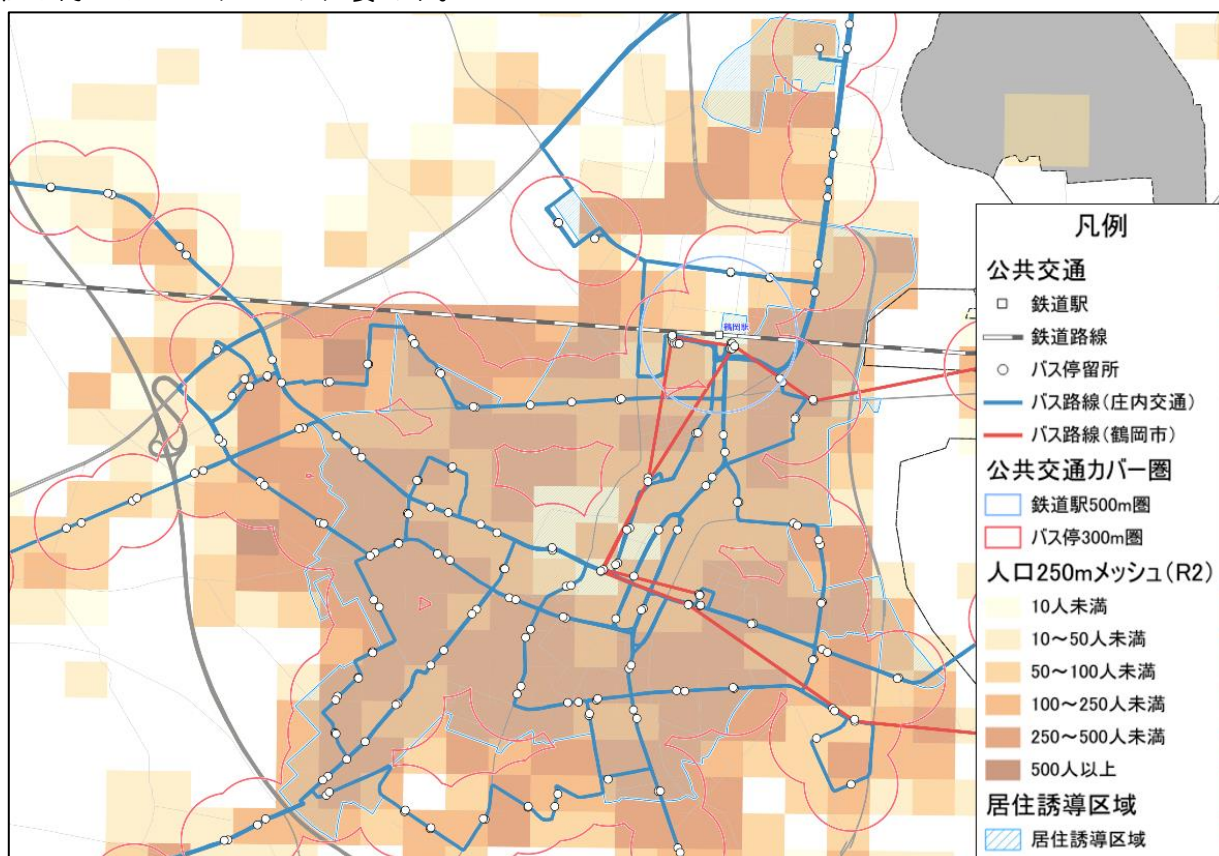 鶴岡駅
凡例
公共交通
鉄道駅
鉄道路線
バス停留所
バス路線(庄内交通)
バス路線(鶴岡市)
公共交通カバー圏
鉄道駅500m圏
バス停300m圏
人口250mメッシュ(R2)
10人未満
10～50人未満
50～100人未満
100～250人未満
250～500人未満
500人以上
居住誘導区域
居住誘導区域